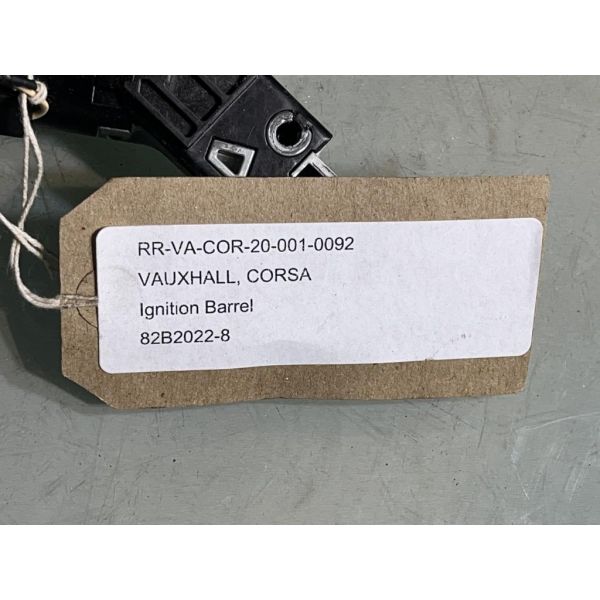 RR-VA-COR-20-001-0092
VAUXHALL, CORSA
Ignition Barrel
82B2022-8